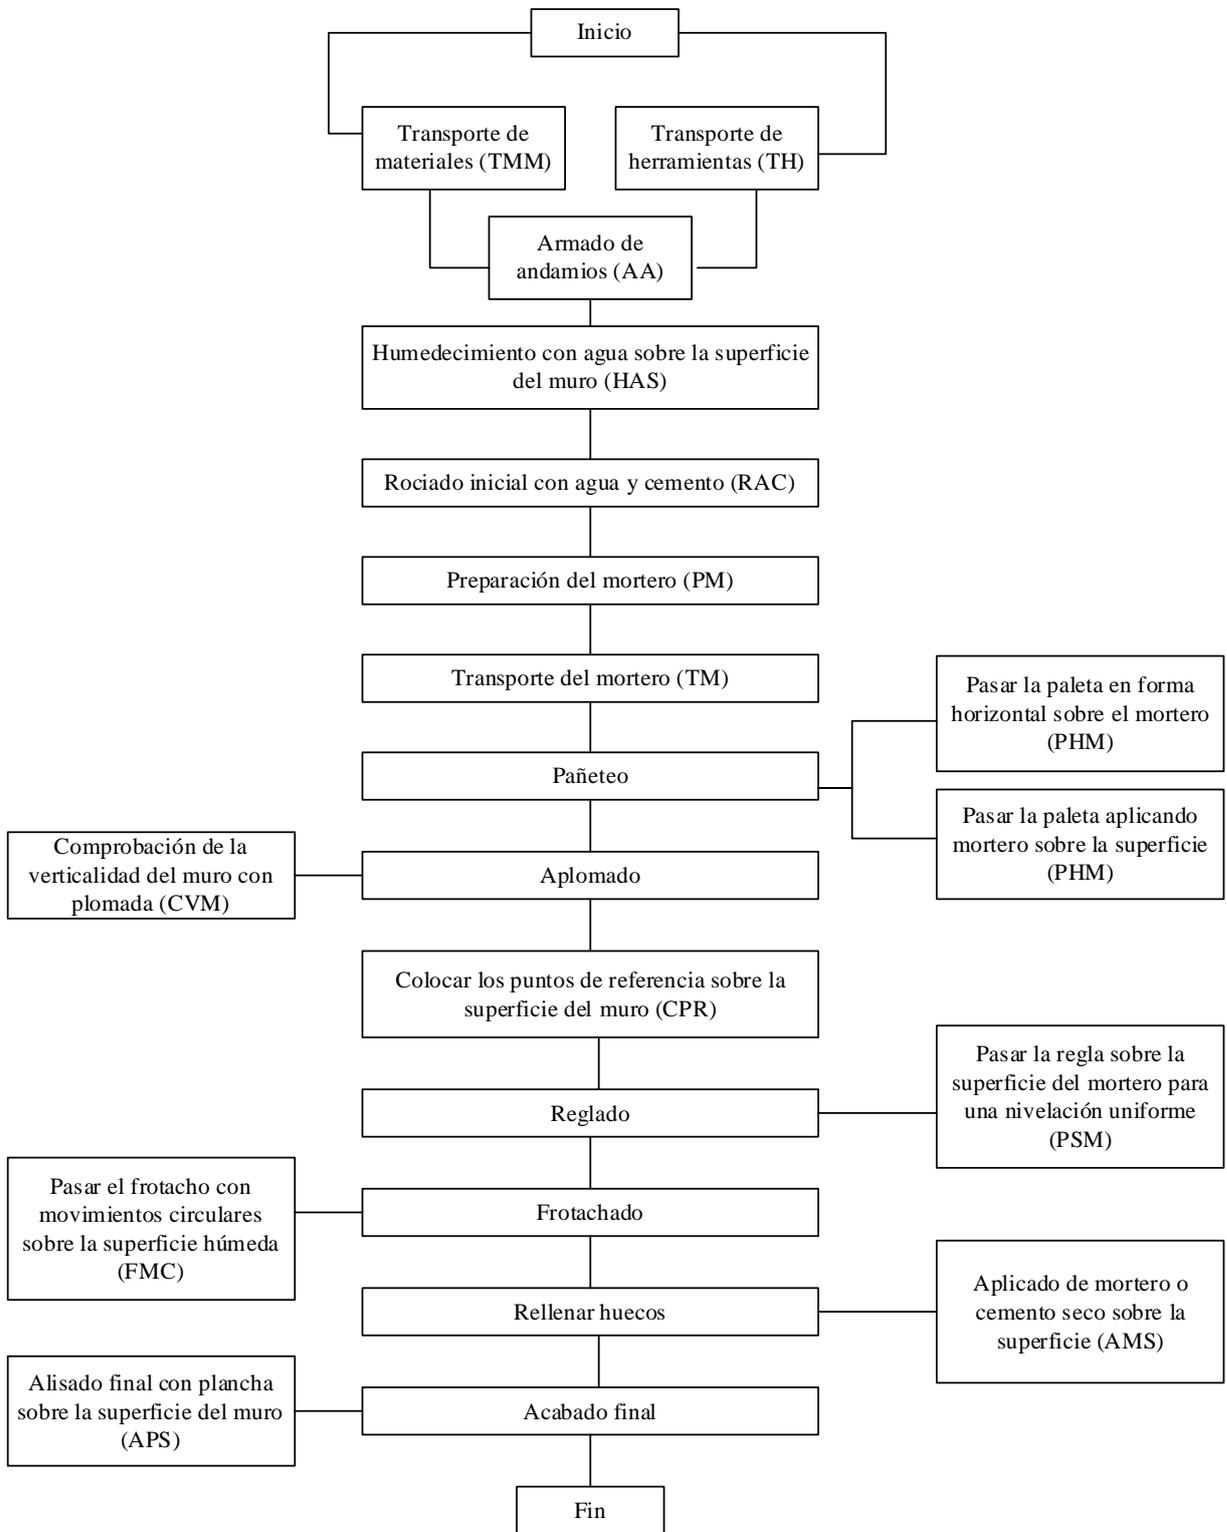 Inicio
Transporte de
materiales (TMM)
Transporte de
herramientas (TH)
Armado de
andamios (AA)
Humedecimiento con agua sobre la superficie
del muro (HAS)
Rociado inicial con agua y cemento (RAC)
Preparación del mortero (PM)
Transporte del mortero (TM)
Pasar la paleta en forma
horizontal sobre el mortero
(PHM)
Pañeteo
Pasar la paleta aplicando
mortero sobre la superficie
(PHM)
Comprobación de la
verticalidad del muro con
plomada (CVM)
Aplomado
Colocar los puntos de referencia sobre la
superficie del muro (CPR)
Reglado
Pasar la regla sobre la
superficie del mortero para
una nivelación uniforme
(PSM)
Pasar el frotacho con
movimientos circulares
sobre la superficie húmeda
(FMC)
Frotachado
Rellenar huecos
Aplicado de mortero o
cemento seco sobre la
superficie (AMS)
Alisado final con plancha
sobre la superficie del muro
(APS)
Acabado final
Fin